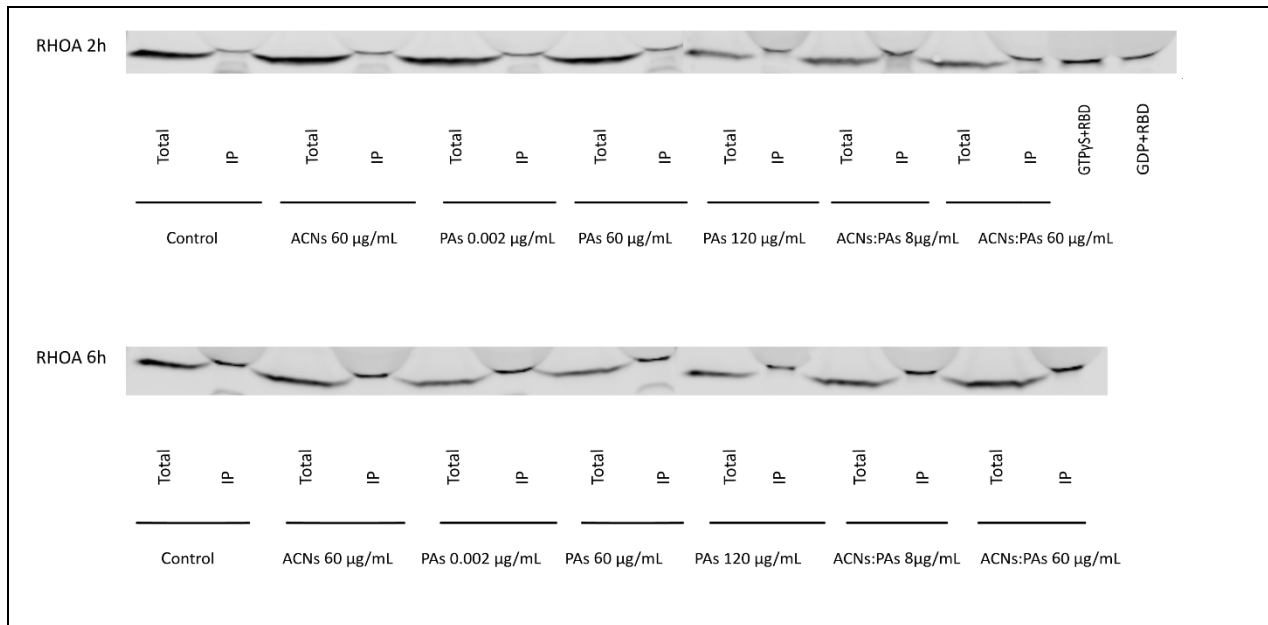 RHOA 2h
Total IP Total IP Total IP Total IP Total IP Total IP Total IP GTPγS+RBD GDP+RBD
Control ACNs 60 µg/mL PAs 0.002 µg/mL PAs 60 µg/mL PAs 120 µg/mL ACNs:PAs 8µg/mL ACNs:PAs 60 µg/mL
RHOA 6h
Total IP Total IP Total IP Total IP Total IP Total IP Total IP
Control ACNs 60 µg/mL PAs 0.002 µg/mL PAs 60 µg/mL PAs 120 µg/mL ACNs:PAs 8µg/mL ACNs:PAs 60 µg/mL